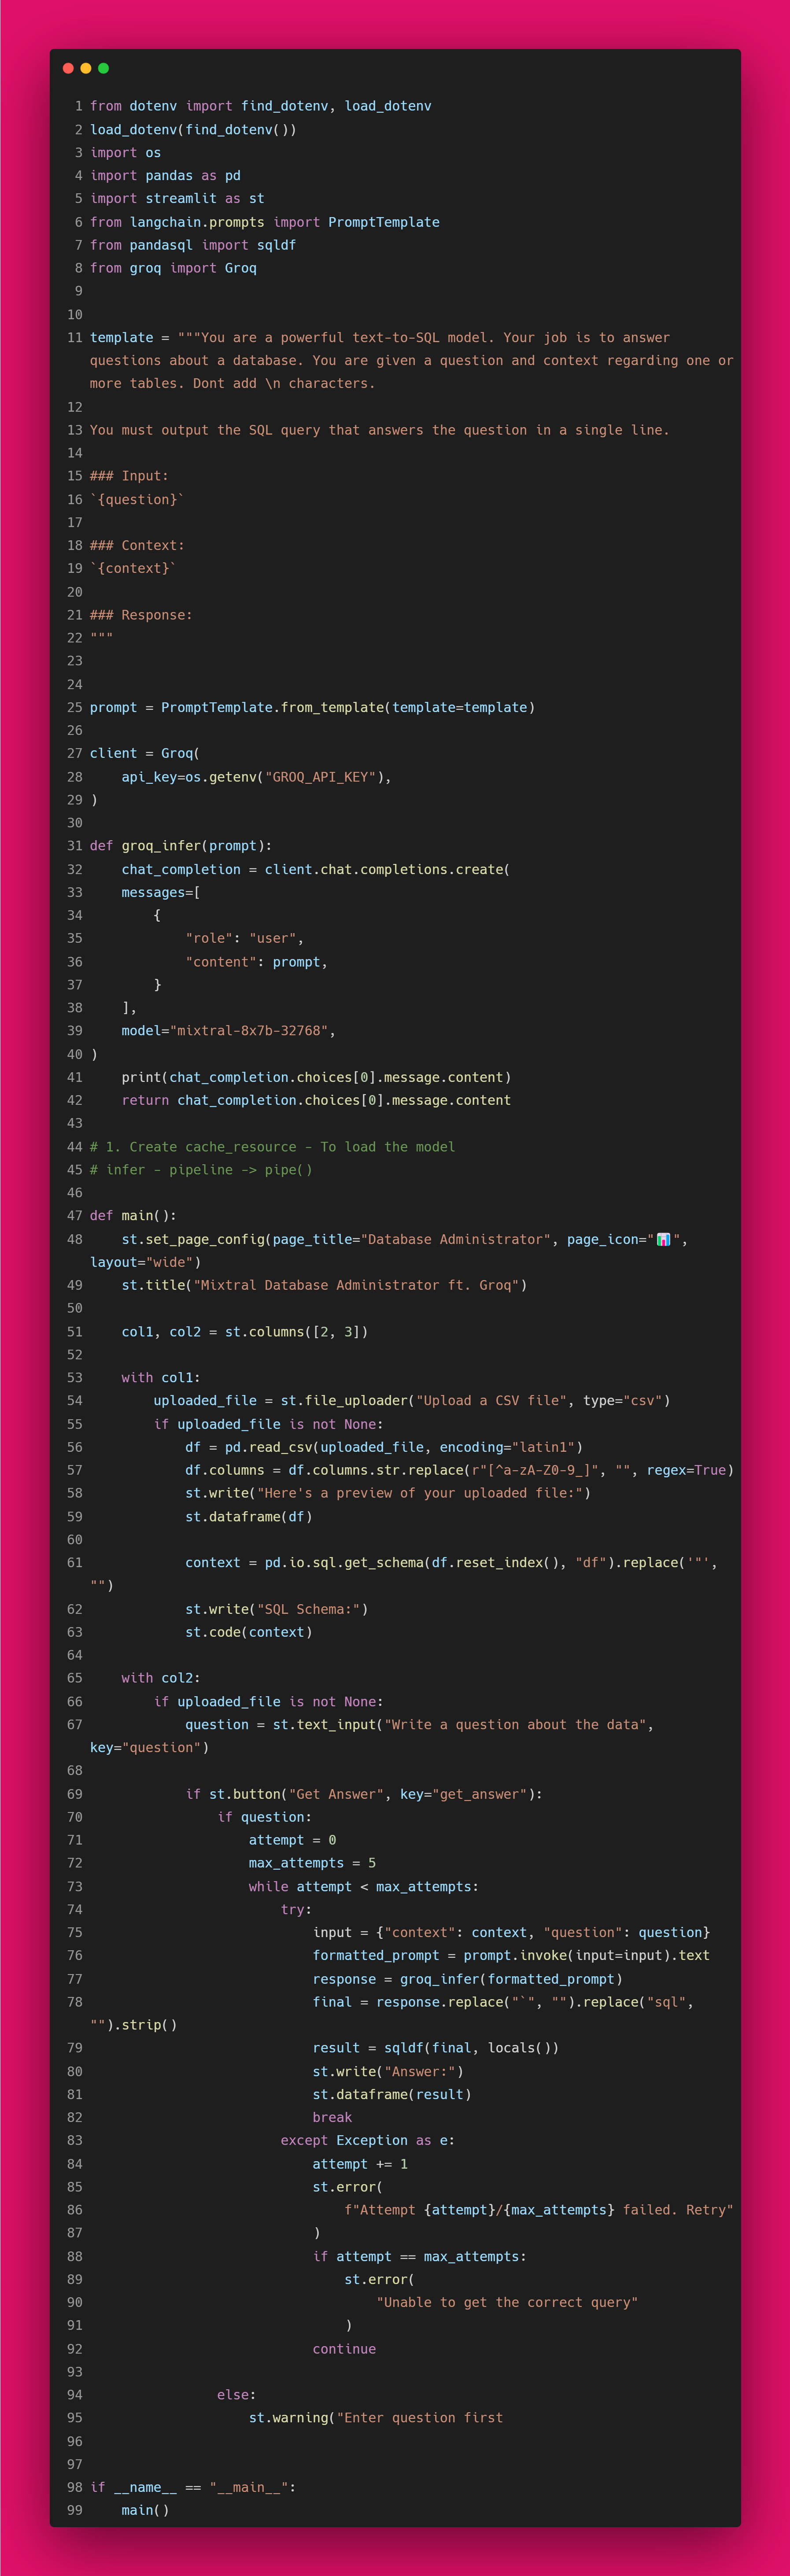 1 from dotenv import find_dotenv, load_dotenv
2 load_dotenv(find_dotenv())
3 import os
4 import pandas as pd
5 import streamlit as st
6 from langchain.prompts import PromptTemplate
7 from pandasql import sqldf
8 from groq import Groq
9
10
11 template = """You are a powerful text-to-SQL model. Your job is to answer
questions about a database. You are given a question and context regarding one or
more tables. Dont add \n characters.
12
13 You must output the SQL query that answers the question in a single line.
14
15 ### Input:
16 `{question}`
17
18 ### Context:
19 `{context}`
20
21 ### Response:
22 """
23
24
25 prompt = PromptTemplate.from_template(template=template)
26
27 client = Groq(
28     api_key=os.getenv("GROQ_API_KEY"),
29 )
30
31 def groq_infer(prompt):
32     chat_completion = client.chat.completions.create(
33     messages=[
34         {
35             "role": "user",
36             "content": prompt,
37         }
38     ],
39     model="mixtral-8x7b-32768",
40 )
41     print(chat_completion.choices[0].message.content)
42     return chat_completion.choices[0].message.content
43
44 # 1. Create cache_resource - To load the model
45 # infer - pipeline -> pipe()
46
47 def main():
48     st.set_page_config(page_title="Database Administrator", page_icon="📊",
layout="wide")
49     st.title("Mixtral Database Administrator ft. Groq")
50
51     col1, col2 = st.columns([2, 3])
52
53     with col1:
54         uploaded_file = st.file_uploader("Upload a CSV file", type="csv")
55         if uploaded_file is not None:
56             df = pd.read_csv(uploaded_file, encoding="latin1")
57             df.columns = df.columns.str.replace(r"[^a-zA-Z0-9_]", "", regex=True)
58             st.write("Here's a preview of your uploaded file:")
59             st.dataframe(df)
60
61             context = pd.io.sql.get_schema(df.reset_index(), "df").replace('"',
"")
62             st.write("SQL Schema:")
63             st.code(context)
64
65     with col2:
66         if uploaded_file is not None:
67             question = st.text_input("Write a question about the data",
key="question")
68
69             if st.button("Get Answer", key="get_answer"):
70                 if question:
71                     attempt = 0
72                     max_attempts = 5
73                     while attempt < max_attempts:
74                         try:
75                             input = {"context": context, "question": question}
76                             formatted_prompt = prompt.invoke(input=input).text
77                             response = groq_infer(formatted_prompt)
78                             final = response.replace("`", "").replace("sql",
"").strip()
79                             result = sqldf(final, locals())
80                             st.write("Answer:")
81                             st.dataframe(result)
82                             break
83                         except Exception as e:
84                             attempt += 1
85                             st.error(
86                                 f"Attempt {attempt}/{max_attempts} failed. Retry"
87                             )
88                             if attempt == max_attempts:
89                                 st.error(
90                                     "Unable to get the correct query"
91                                 )
92                             continue
93
94                 else:
95                     st.warning("Enter question first
96
97
98 if __name__ == "__main__":
99     main()